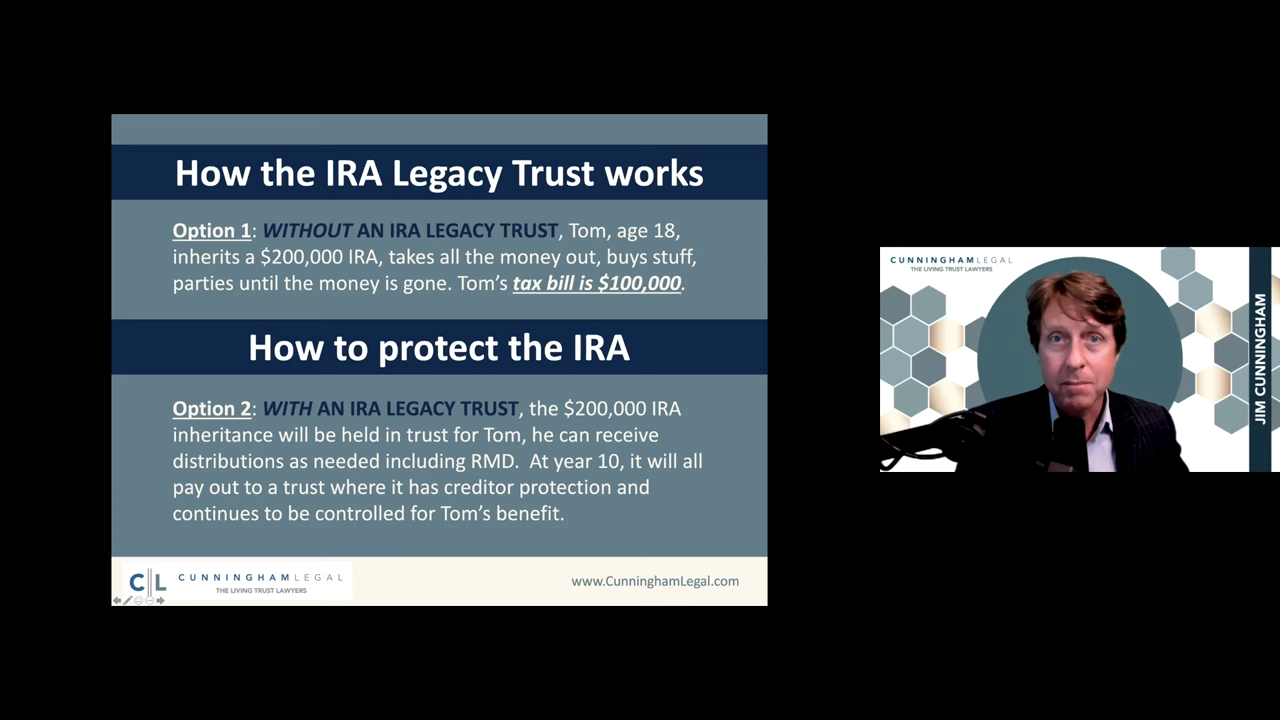 How the IRA Legacy Trust works
Option 1: WITHOUT AN IRA LEGACY TRUST, Tom, age 18,
inherits a $200,000 IRA, takes all the money out, buys stuff,
parties until the money is gone. Tom’s tax bill is $100,000.
How to protect the IRA
Option 2: WITH AN IRA LEGACY TRUST, the $200,000 IRA
inheritance will be held in trust for Tom, he can receive
distributions as needed including RMD.  At year 10, it will all
pay out to a trust where it has creditor protection and
continues to be controlled for Tom’s benefit.
CL
CUNNINGHAMLEGAL
THE LIVING TRUST LAWYERS
www.CunninghamLegal.com
CUNNINGHAMLEGAL
THE LIVING TRUST LAWYERS
JIM CUNNINGHAM